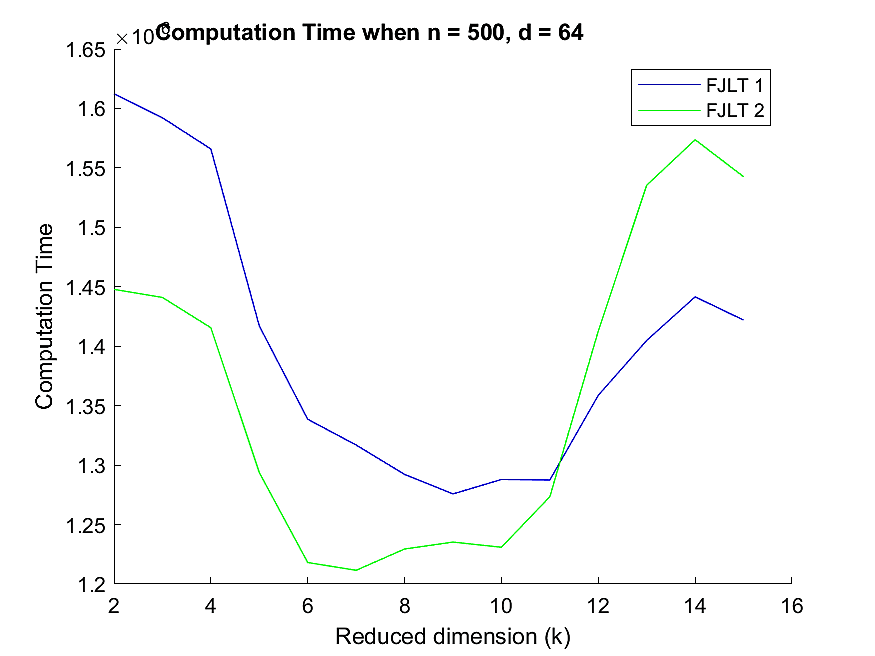 Computation Time when n = 500, d = 64
×10
1.65
1.6
1.55
1.5
1.45
1.4
1.35
1.3
1.25
1.2
Computation Time
FJLT 1
FJLT 2
2 4 6 8 10 12 14 16
Reduced dimension (k)